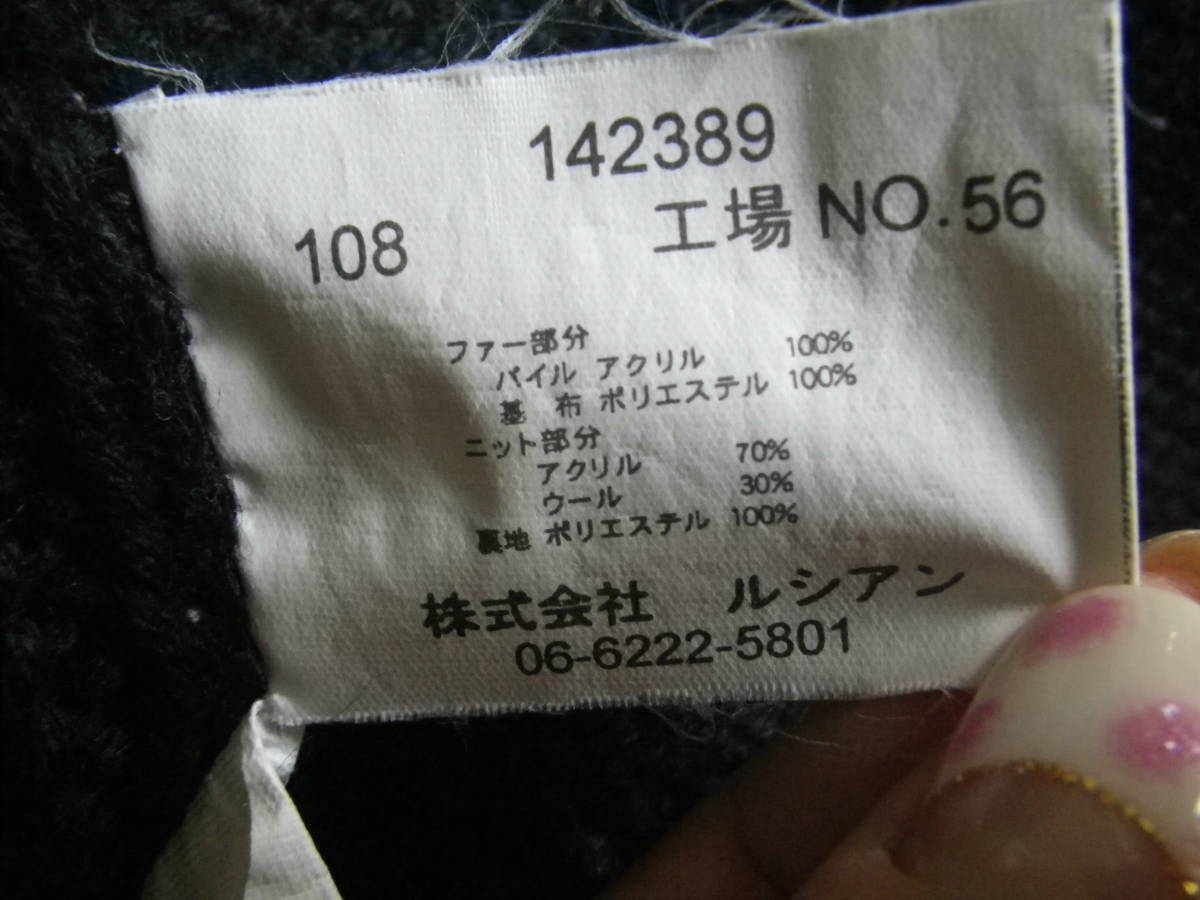 142389
108 工場 NO.56
ファー部分
パイル アクリル 100%
基 布 ポリエステル 100%
ニット部分
アクリル 70%
ウール 30%
裏地 ポリエステル 100%
株式会社 ルシアン
06-6222-5801